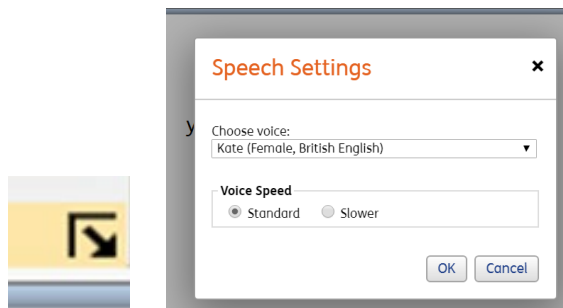 Speech Settings
y
Choose voice:
Kate (Female, British English)
Voice Speed
Standard Slower
OK Cancel